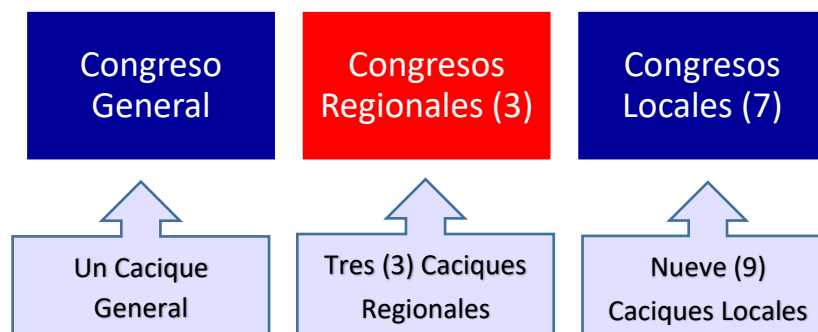 Congreso
General
Congresos
Regionales (3)
Congresos
Locales (7)
Un Cacique
General
Tres (3) Caciques
Regionales
Nueve (9)
Caciques Locales